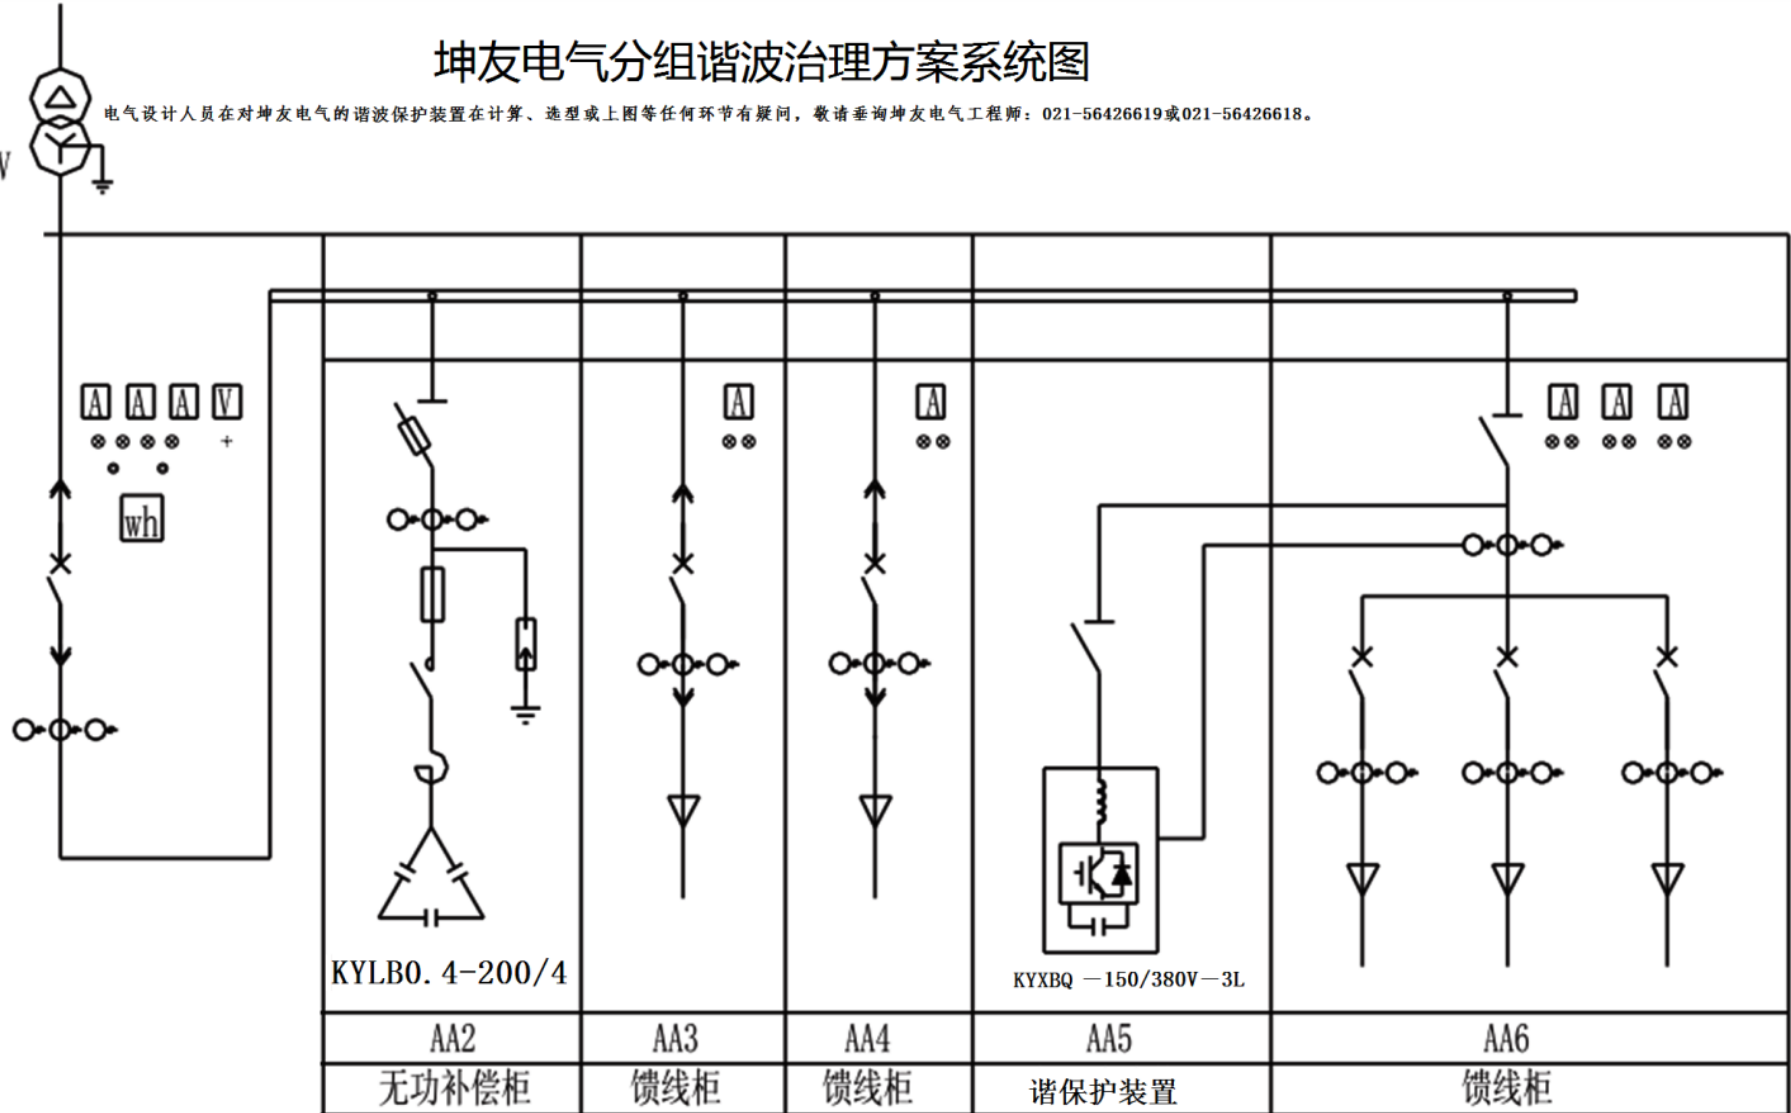 坤友电气分组谐波治理方案系统图
电气设计人员在对坤友电气的谐波保护装置在计算、选型或上图等任何环节有疑问，敬请垂询坤友电气工程师：021-56426619或021-56426618。
V
A A A V
A
A
A A A
wh
KYLB0.4-200/4
KYXBQ －150/380V－3L
AA2 AA3 AA4 AA5 AA6
无功补偿柜 馈线柜 馈线柜 谐保护装置 馈线柜